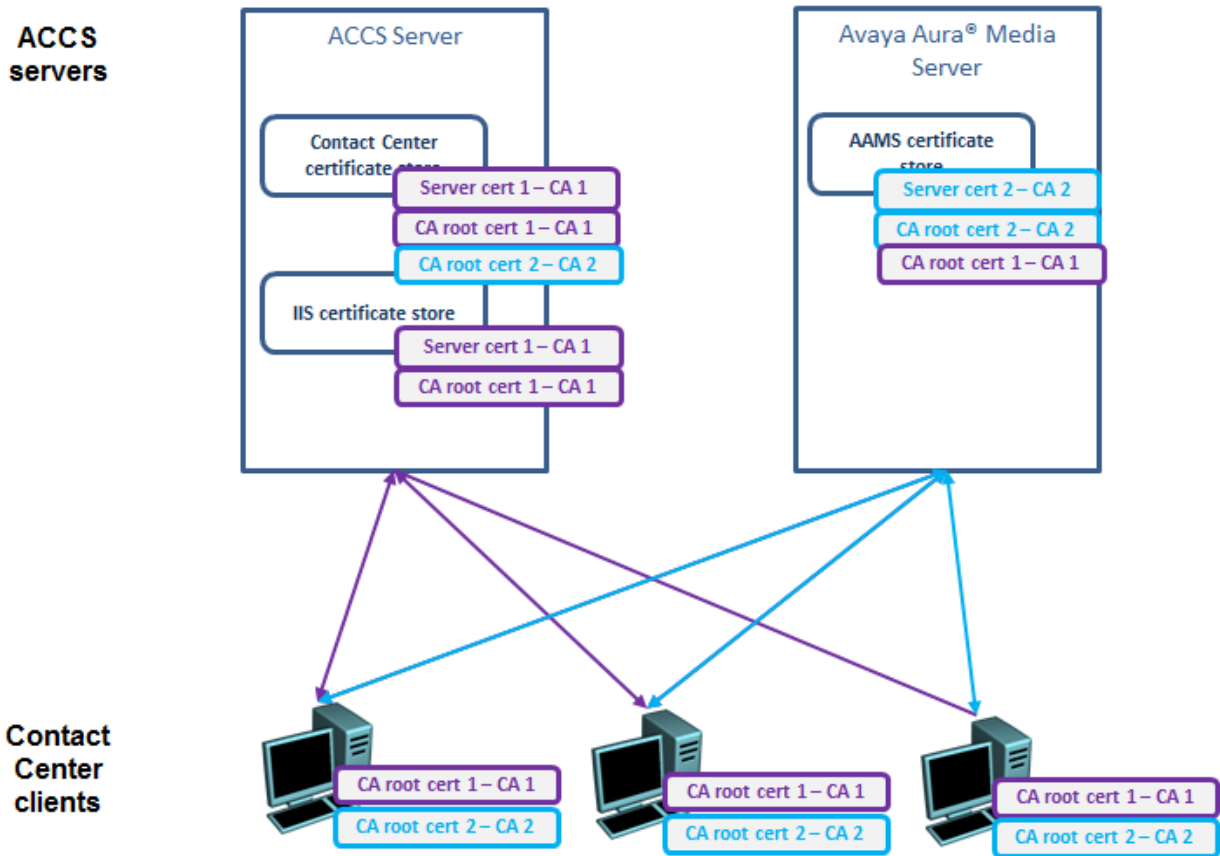 ACCS
servers
ACCS Server
Contact Center
certificate store
Server cert 1 – CA 1
CA root cert 1 – CA 1
CA root cert 2 – CA 2
IIS certificate store
Server cert 1 – CA 1
CA root cert 1 – CA 1
Avaya Aura® Media
Server
AAMS certificate
store
Server cert 2 – CA 2
CA root cert 2 – CA 2
CA root cert 1 – CA 1
Contact
Center
clients
CA root cert 1 – CA 1
CA root cert 2 – CA 2
CA root cert 1 – CA 1
CA root cert 2 – CA 2
CA root cert 1 – CA 1
CA root cert 2 – CA 2